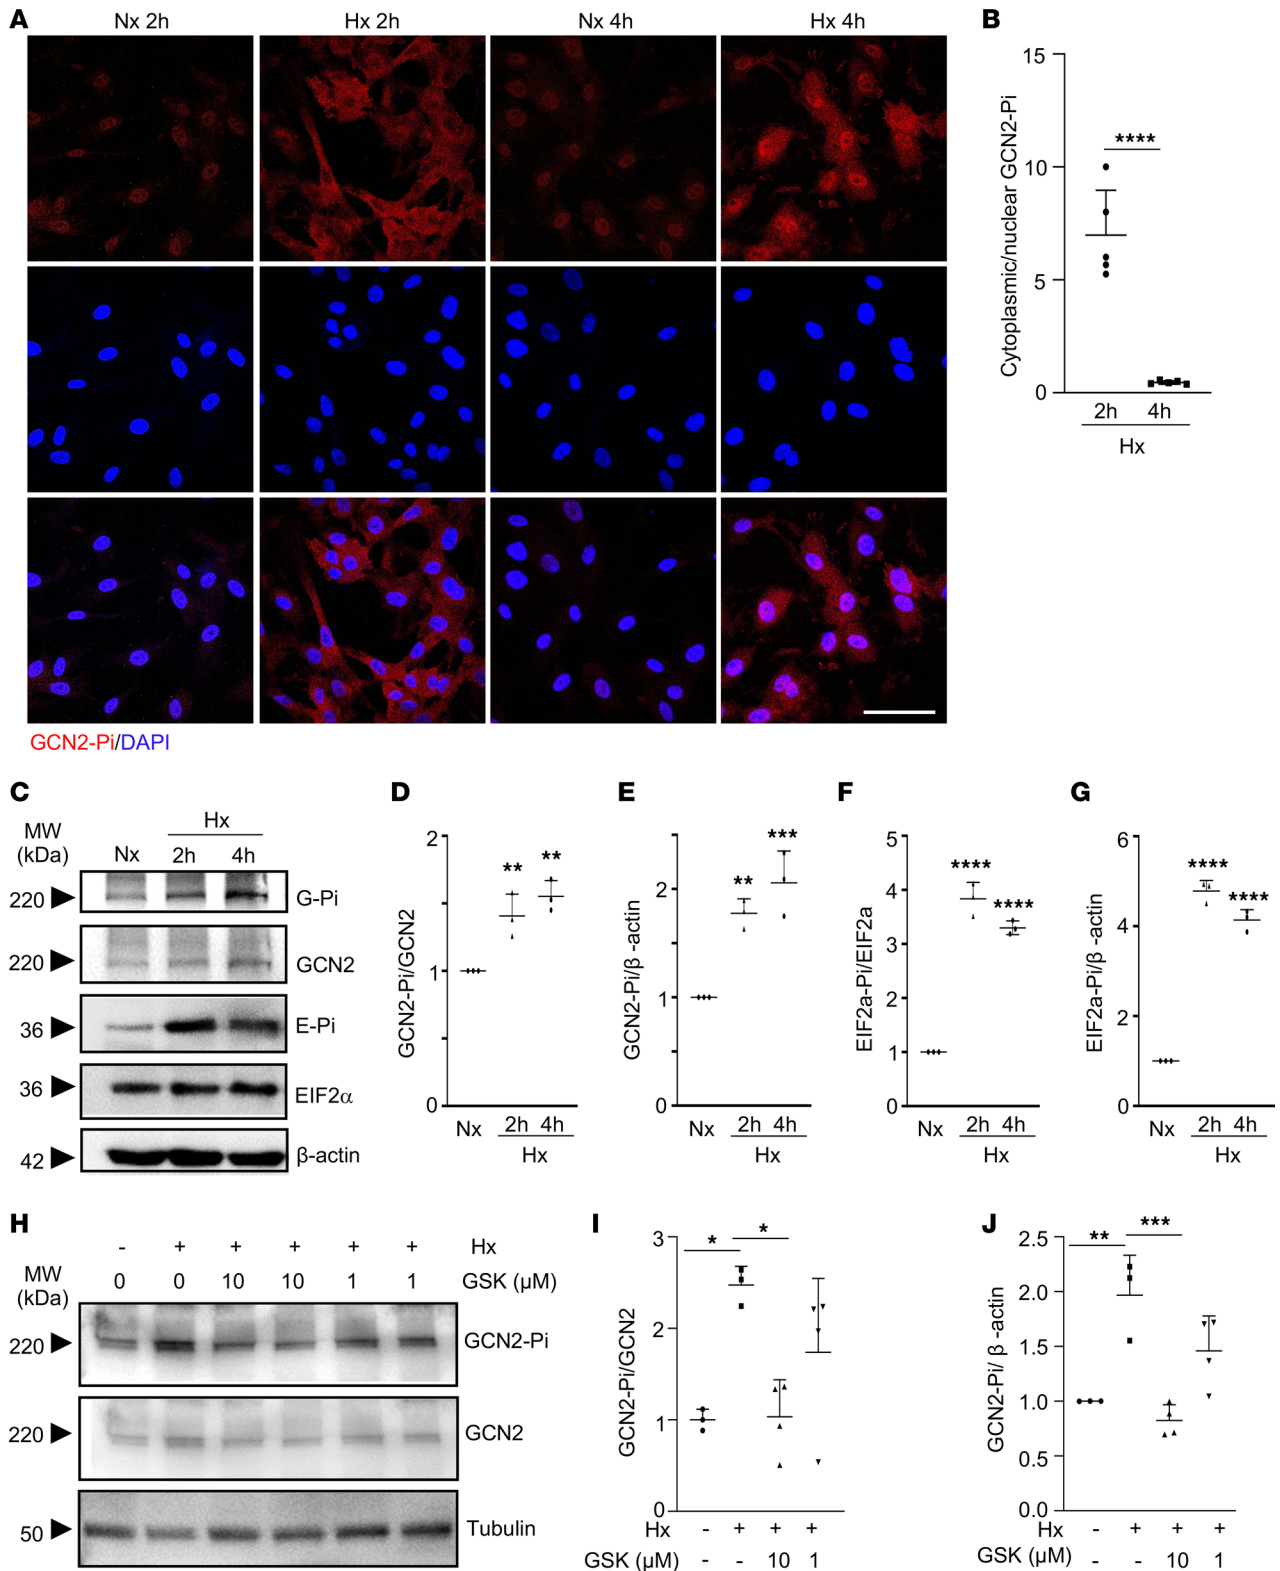 A
Nx 2h
Hx 2h
Nx 4h
Hx 4h
GCN2-Pi/DAPI
B
15
10
5
0
Cytoplasmic/nuclear GCN2-Pi
****
2h
4h
Hx
C
MW
(kDa)
Hx
Nx
2h
4h
220
G-Pi
220
GCN2
36
E-Pi
36
EIF2α
42
β-actin
D
2
1
0
GCN2-Pi/GCN2
**
**
Nx
2h
4h
Hx
E
2
1
0
GCN2-Pi/β -actin
**
***
Nx
2h
4h
Hx
F
5
4
3
2
1
0
EIF2a-Pi/EIF2a
****
****
Nx
2h
4h
Hx
G
6
4
2
0
EIF2a-Pi/β -actin
****
****
Nx
2h
4h
Hx
H
- + + + + + Hx
MW
(kDa)
0 0 10 10 1 1 GSK (µM)
220
GCN2-Pi
220
GCN2
50
Tubulin
I
3
2
1
0
GCN2-Pi/GCN2
*
*
Hx - + + +
GSK (µM) - - 10 1
J
2.5
2.0
1.5
1.0
0.5
0.0
GCN2-Pi/ β -actin
**
***
Hx - + + +
GSK (µM) - - 10 1